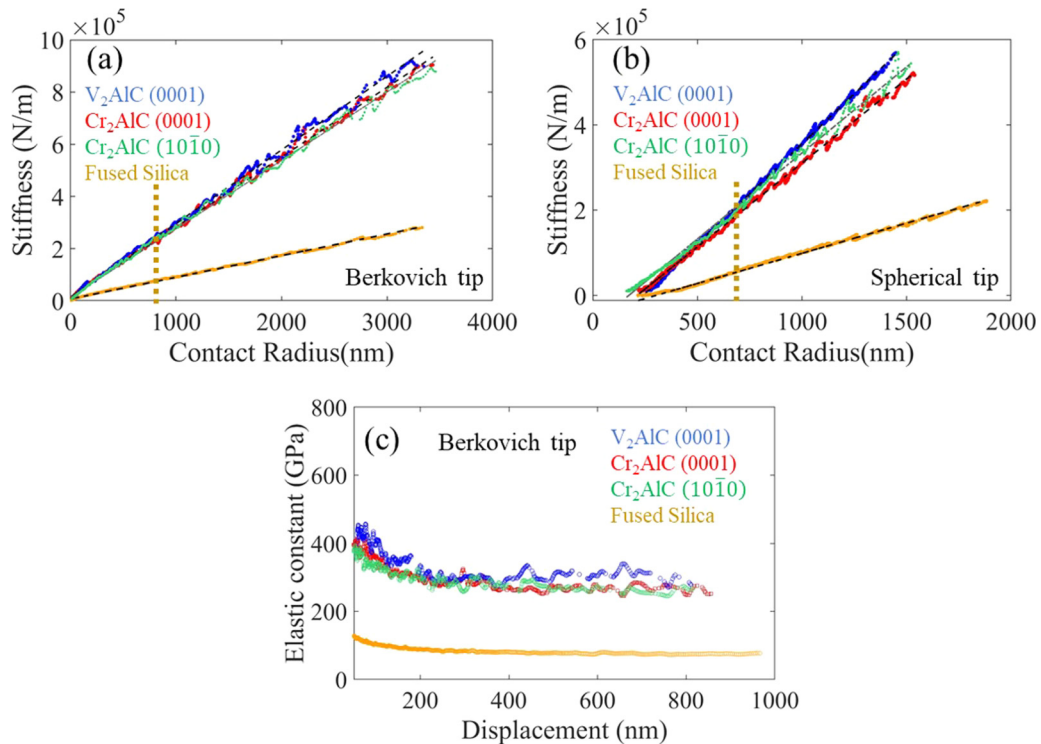 ×10⁵
(a)
V₂AlC (0001)
Cr₂AlC (0001)
Cr₂AlC (101̄0)
Fused Silica
Berkovich tip
10
8
6
4
2
0
0 1000 2000 3000 4000
Stiffness (N/m)
Contact Radius(nm)
×10⁵
(b)
V₂AlC (0001)
Cr₂AlC (0001)
Cr₂AlC (101̄0)
Fused Silica
Spherical tip
6
4
2
0
0 500 1000 1500 2000
Stiffness (N/m)
Contact Radius(nm)
(c)
Berkovich tip
V₂AlC (0001)
Cr₂AlC (0001)
Cr₂AlC (101̄0)
Fused Silica
800
600
400
200
0
200 400 600 800 1000
Elastic constant (GPa)
Displacement (nm)